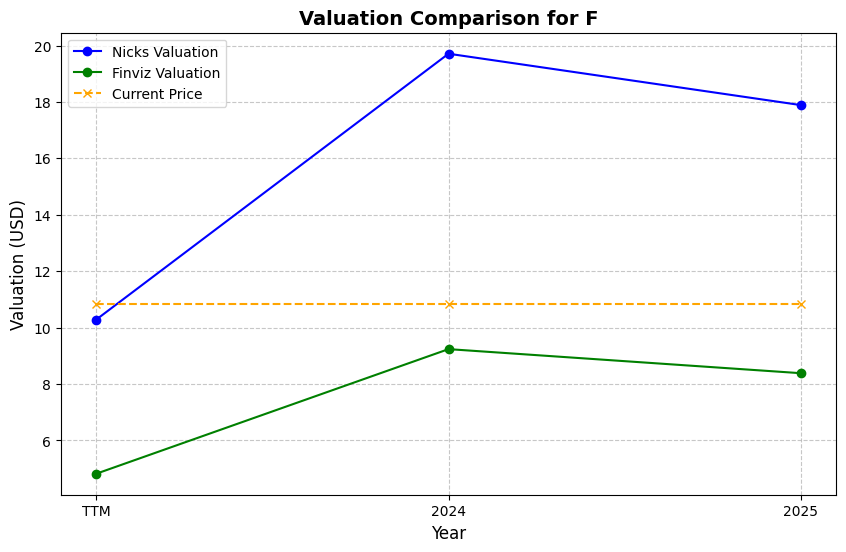 Valuation Comparison for F
Nicks Valuation
Finviz Valuation
Current Price
Valuation (USD)
20
18
16
14
12
10
8
6
TTM
2024
2025
Year